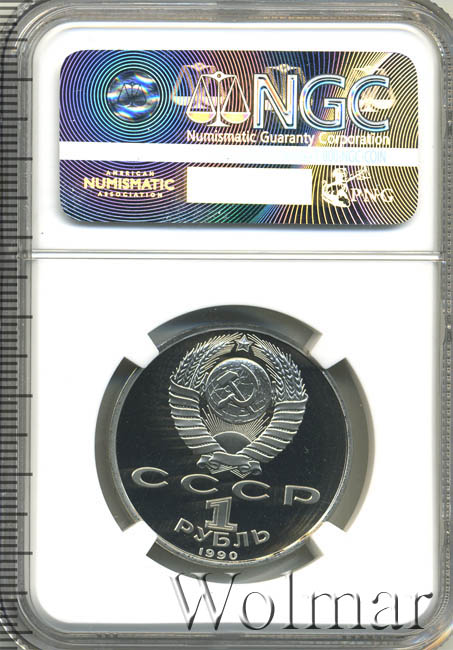 NGC
Numismatic Guaranty Corporation
AMERICAN
NUMISMATIC
ASSOCIATION
PNG
СССР
1
РУБЛЬ
1990
Wolmar